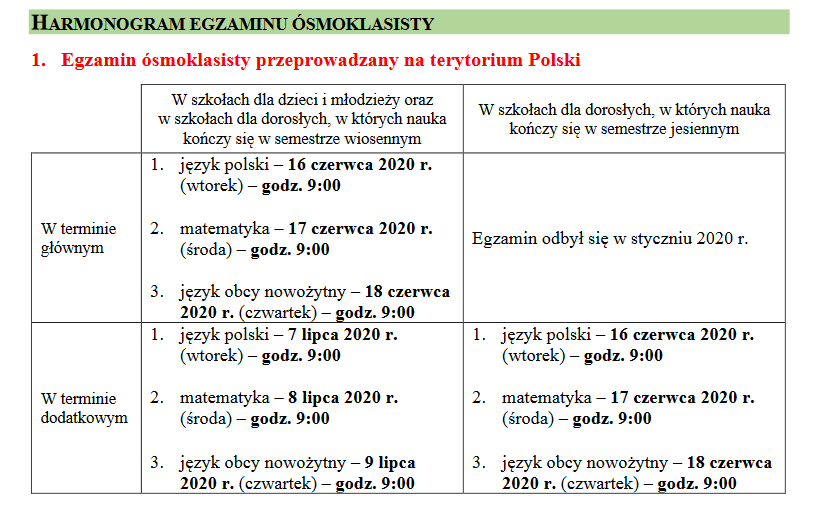 HARMONOGRAM EGZAMINU ÓSMOKLASISTY
1. Egzamin ósmoklasisty przeprowadzany na terytorium Polski
W szkołach dla dzieci i młodzieży oraz
w szkołach dla dorosłych, w których nauka
kończy się w semestrze wiosennym
W szkołach dla dorosłych, w których nauka
kończy się w semestrze jesiennym
W terminie
głównym
1. język polski – 16 czerwca 2020 r.
(wtorek) – godz. 9:00
2. matematyka – 17 czerwca 2020 r.
(środa) – godz. 9:00
3. język obcy nowożytny – 18 czerwca
2020 r. (czwartek) – godz. 9:00
Egzamin odbył się w styczniu 2020 r.
W terminie
dodatkowym
1. język polski – 7 lipca 2020 r.
(wtorek) – godz. 9:00
2. matematyka – 8 lipca 2020 r.
(środa) – godz. 9:00
3. język obcy nowożytny – 9 lipca
2020 r. (czwartek) – godz. 9:00
1. język polski – 16 czerwca 2020 r.
(wtorek) – godz. 9:00
2. matematyka – 17 czerwca 2020 r.
(środa) – godz. 9:00
3. język obcy nowożytny – 18 czerwca
2020 r. (czwartek) – godz. 9:00